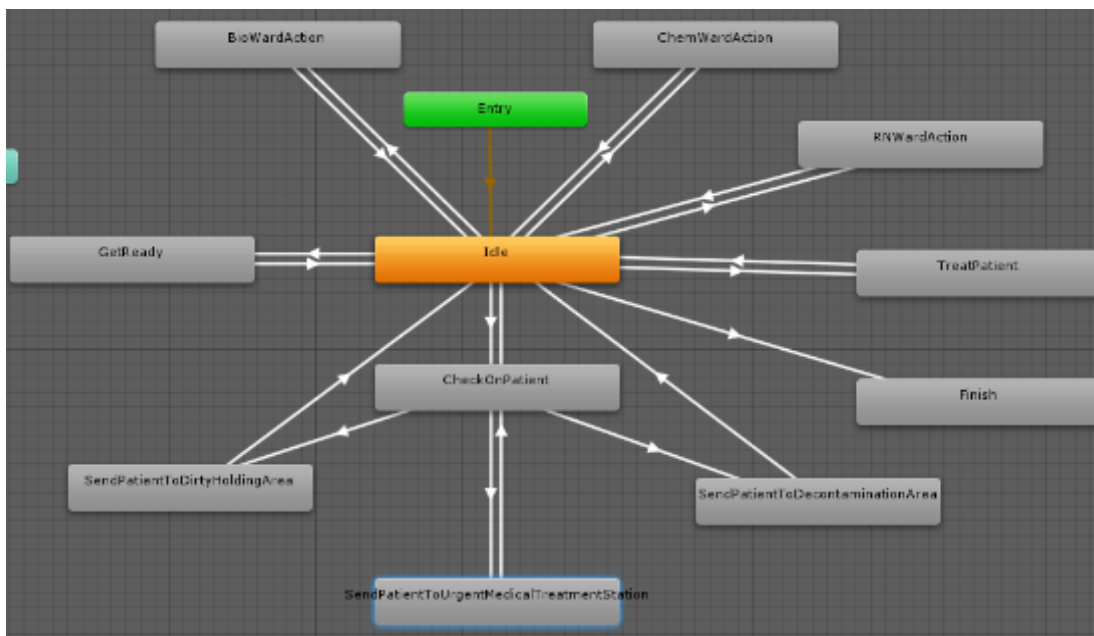 BioWardAction
ChemWardAction
Entry
RNWardAction
GetReady
Idle
TreatPatient
CheckOnPatient
Finish
SendPatientToDirtyHoldingArea
SendPatientToDecontaminationArea
SendPatientToUrgentMedicalTreatmentStation